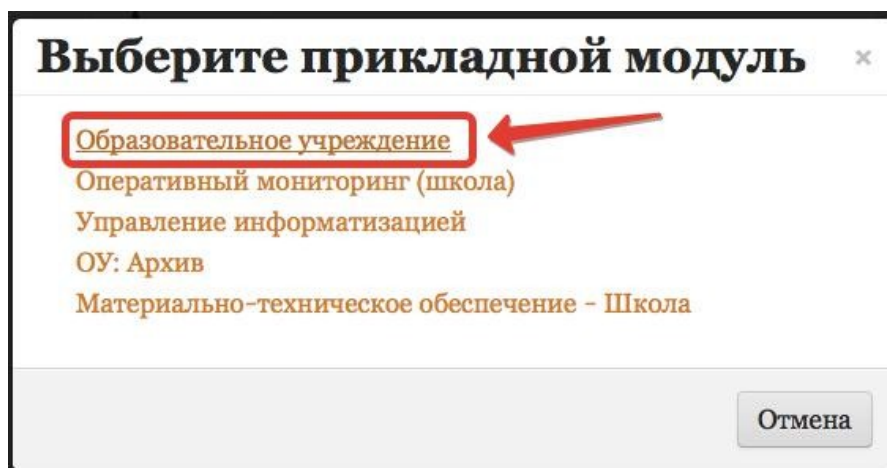 Выберите прикладной модуль ×
Образовательное учреждение
Оперативный мониторинг (школа)
Управление информатизацией
ОУ: Архив
Материально-техническое обеспечение - Школа
Отмена